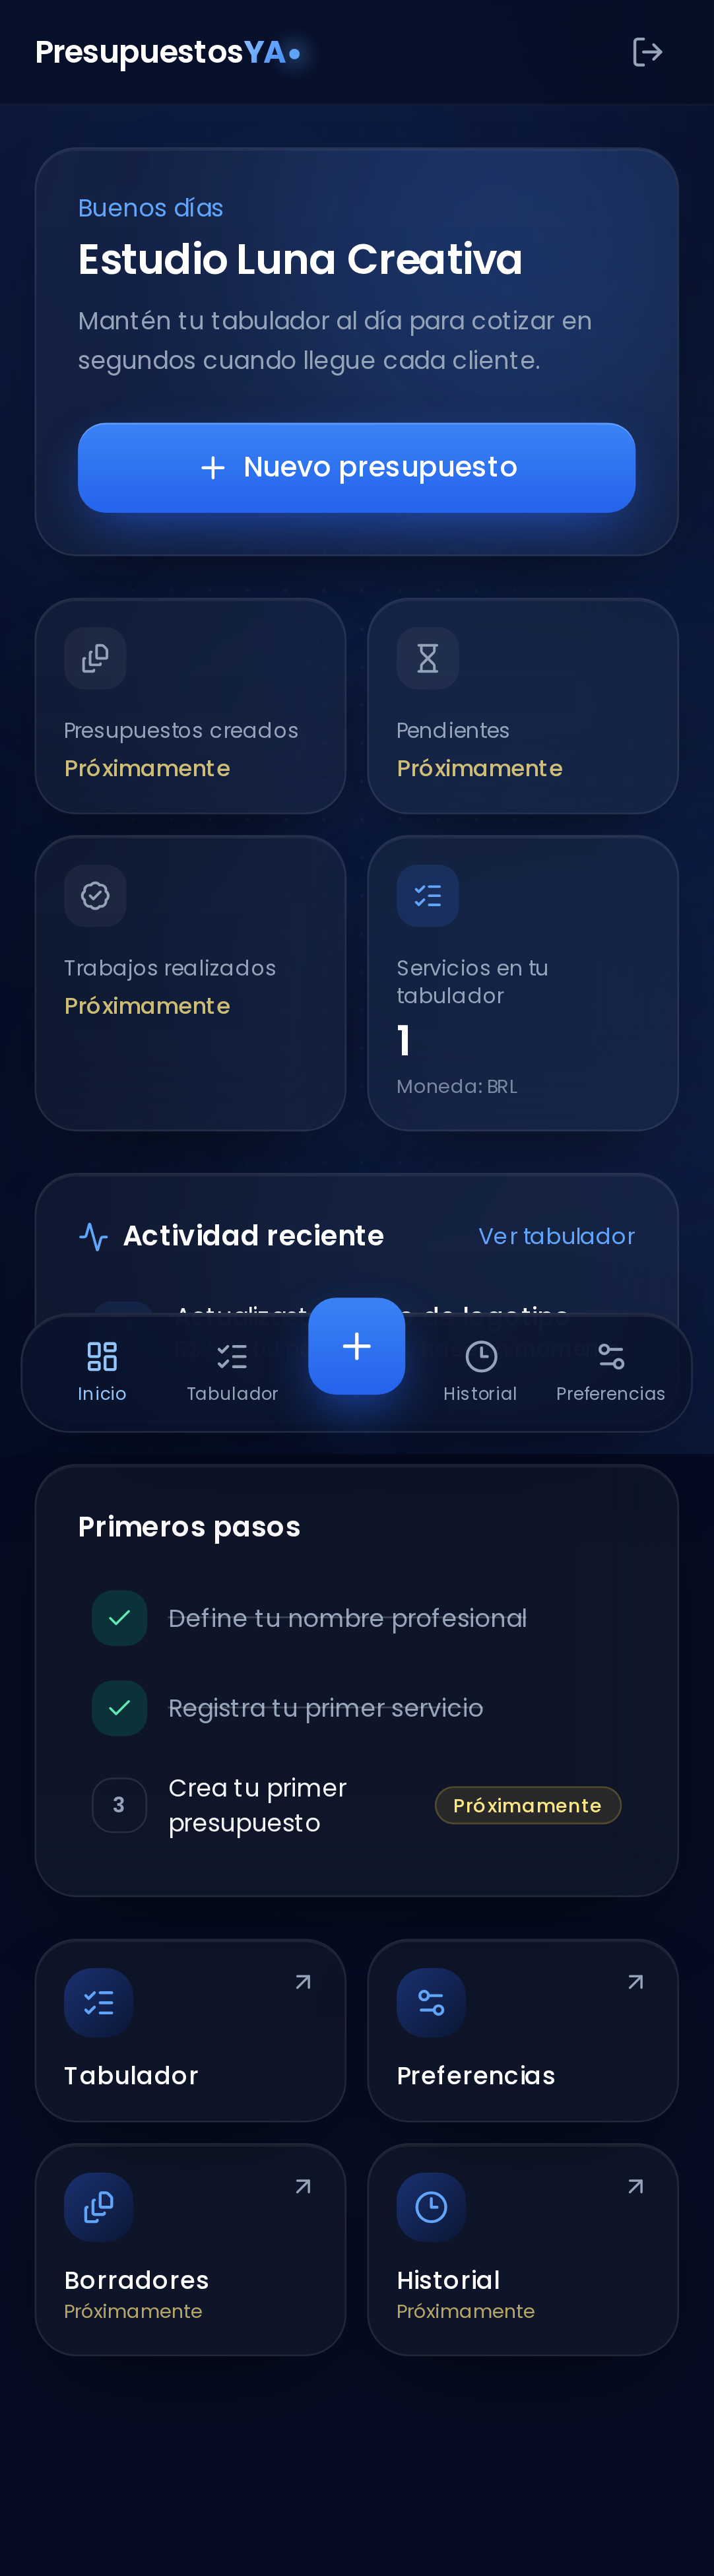 PresupuestosYA
Buenos días
Estudio Luna Creativa
Mantén tu tabulador al día para cotizar en
segundos cuando llegue cada cliente.
Nuevo presupuesto
Presupuestos creados
Próximamente
Pendientes
Próximamente
Trabajos realizados
Próximamente
Servicios en tu
tabulador
1
Moneda: BRL
Actividad reciente
Ver tabulador
de logotipo
Inicio
Tabulador
Historial
Preferencias
Primeros pasos
Define tu nombre profesional
Registra tu primer servicio
3
Crea tu primer
presupuesto
Próximamente
Tabulador
Preferencias
Borradores
Próximamente
Historial
Próximamente